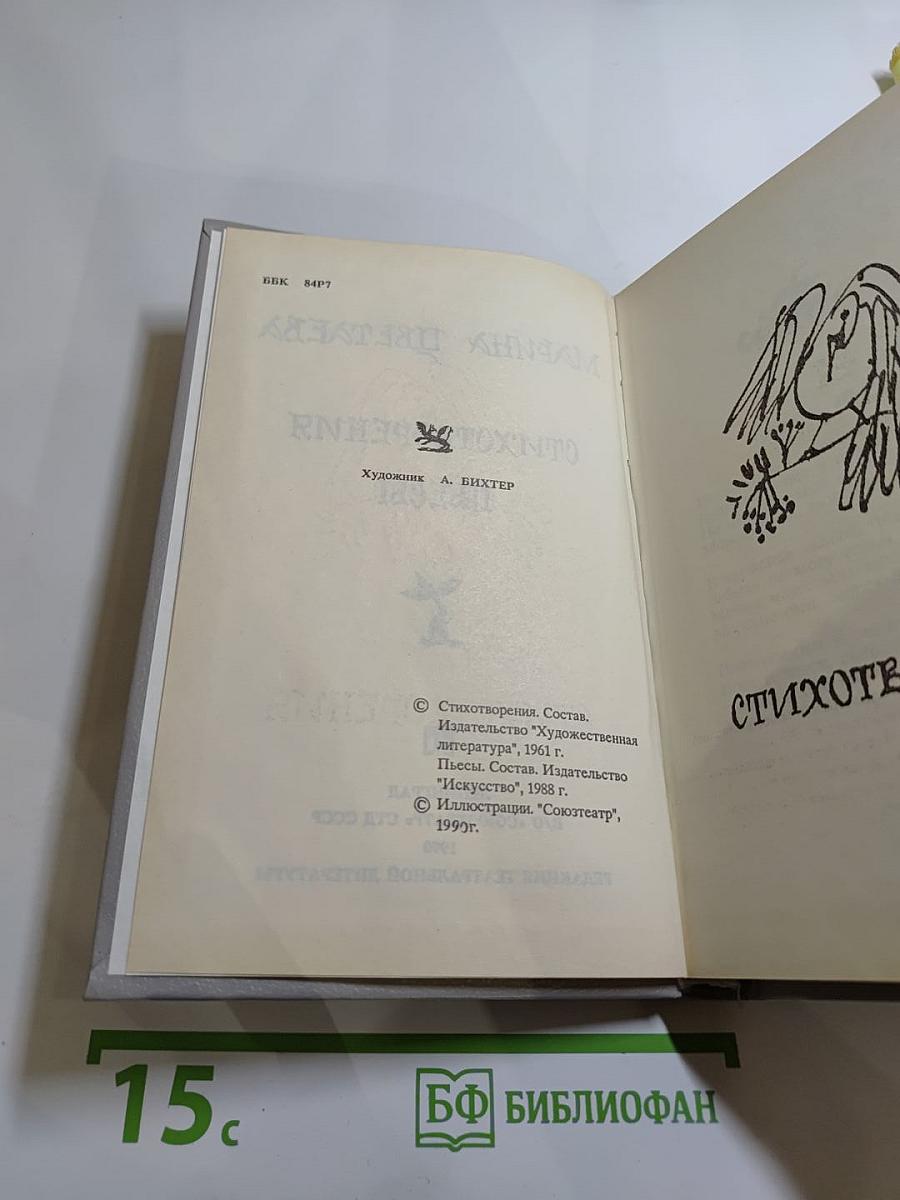 ББК 84Р7
Художник А. БИХТЕР
© Стихотворения. Состав.
Издательство "Художественная
литература", 1961 г.
Пьесы. Состав. Издательство
"Искусство", 1988 г.
© Иллюстрации. "Союзтеатр",
1990г.
СТИХОТВ
15 с
БФ БИБЛИОФАН